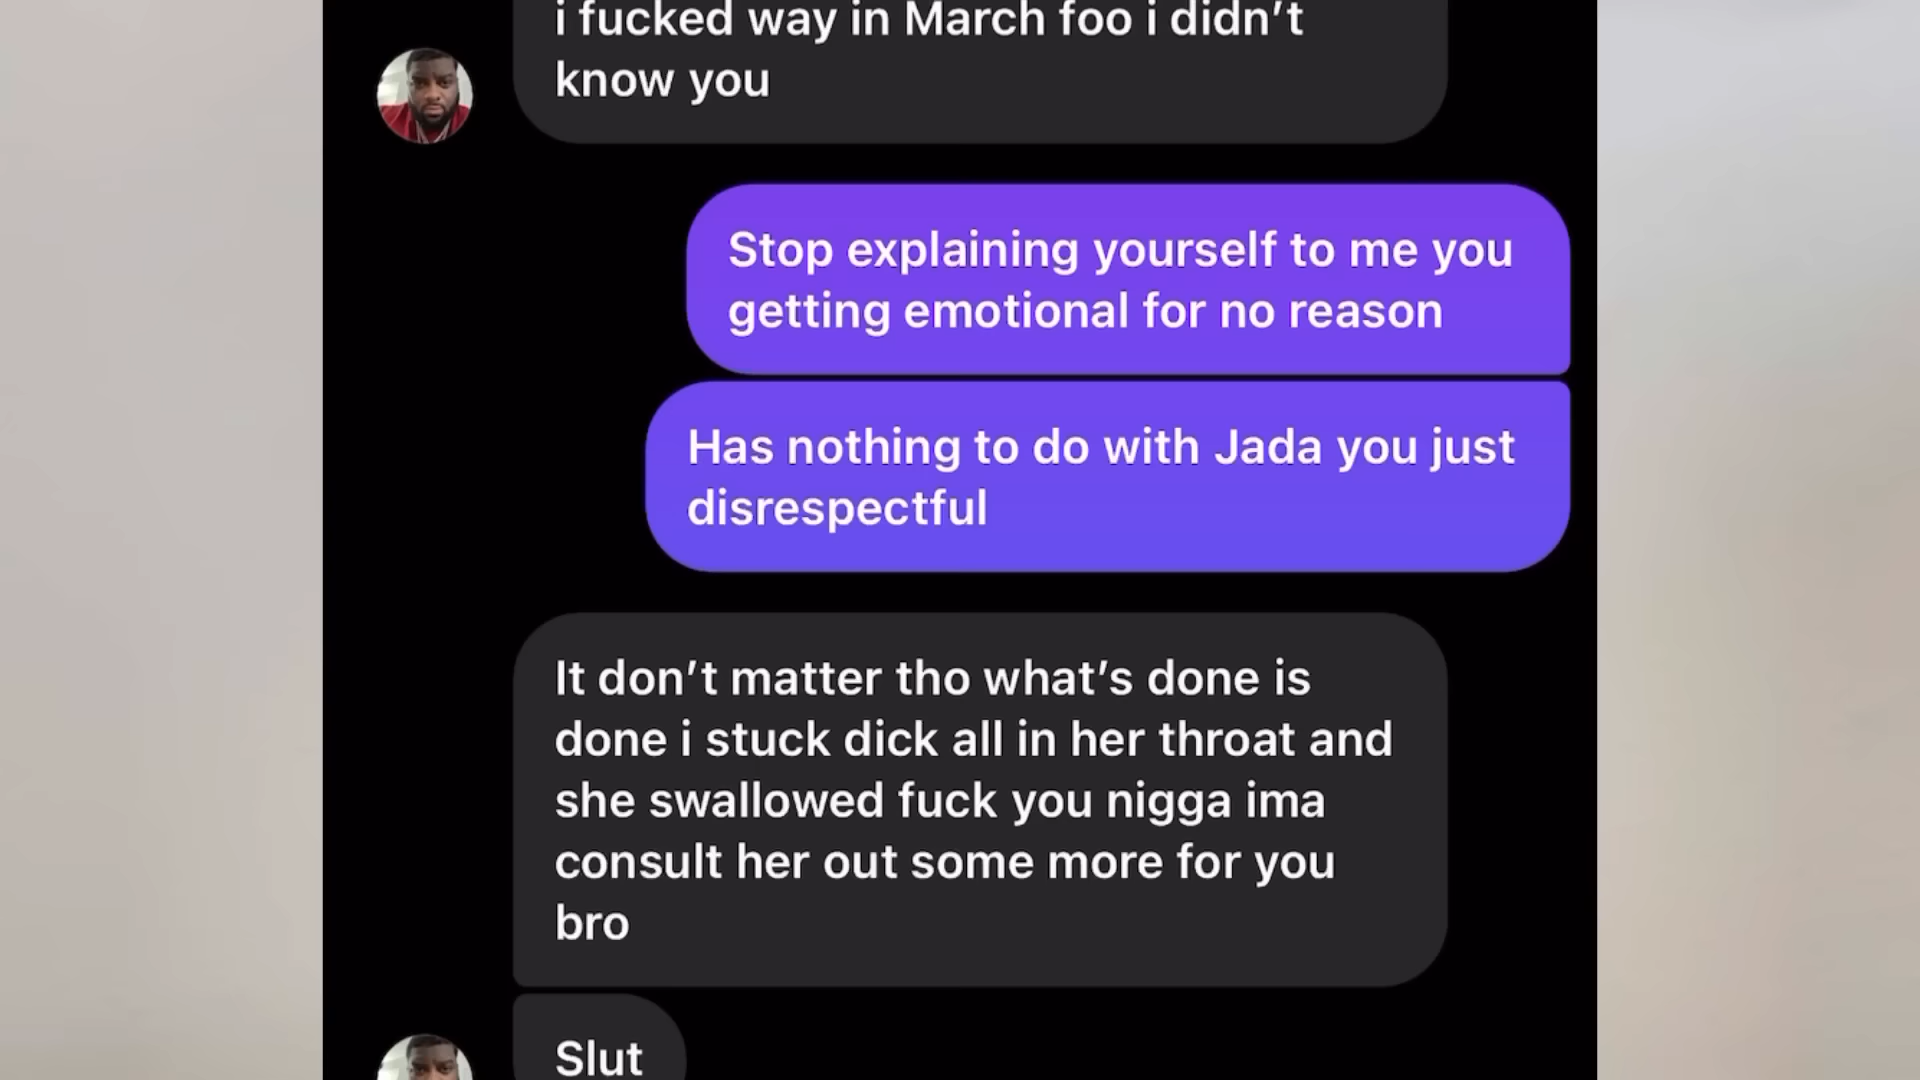 i fucked way in March foo i didn't
know you
Stop explaining yourself to me you
getting emotional for no reason
Has nothing to do with Jada you just
disrespectful
It don't matter tho what's done is
done i stuck dick all in her throat and
she swallowed fuck you nigga ima
consult her out some more for you
bro
Slut